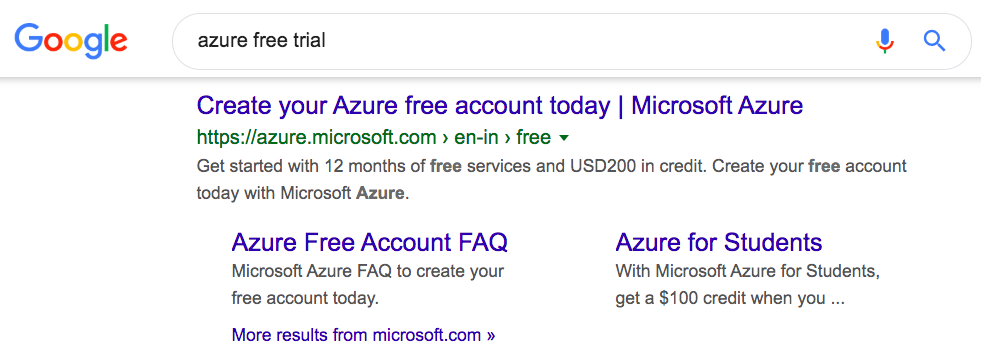 Google
azure free trial
Create your Azure free account today | Microsoft Azure
https://azure.microsoft.com › en-in › free
Get started with 12 months of free services and USD200 in credit. Create your free account
today with Microsoft Azure.
Azure Free Account FAQ
Microsoft Azure FAQ to create your
free account today.
Azure for Students
With Microsoft Azure for Students,
get a $100 credit when you ...
More results from microsoft.com »